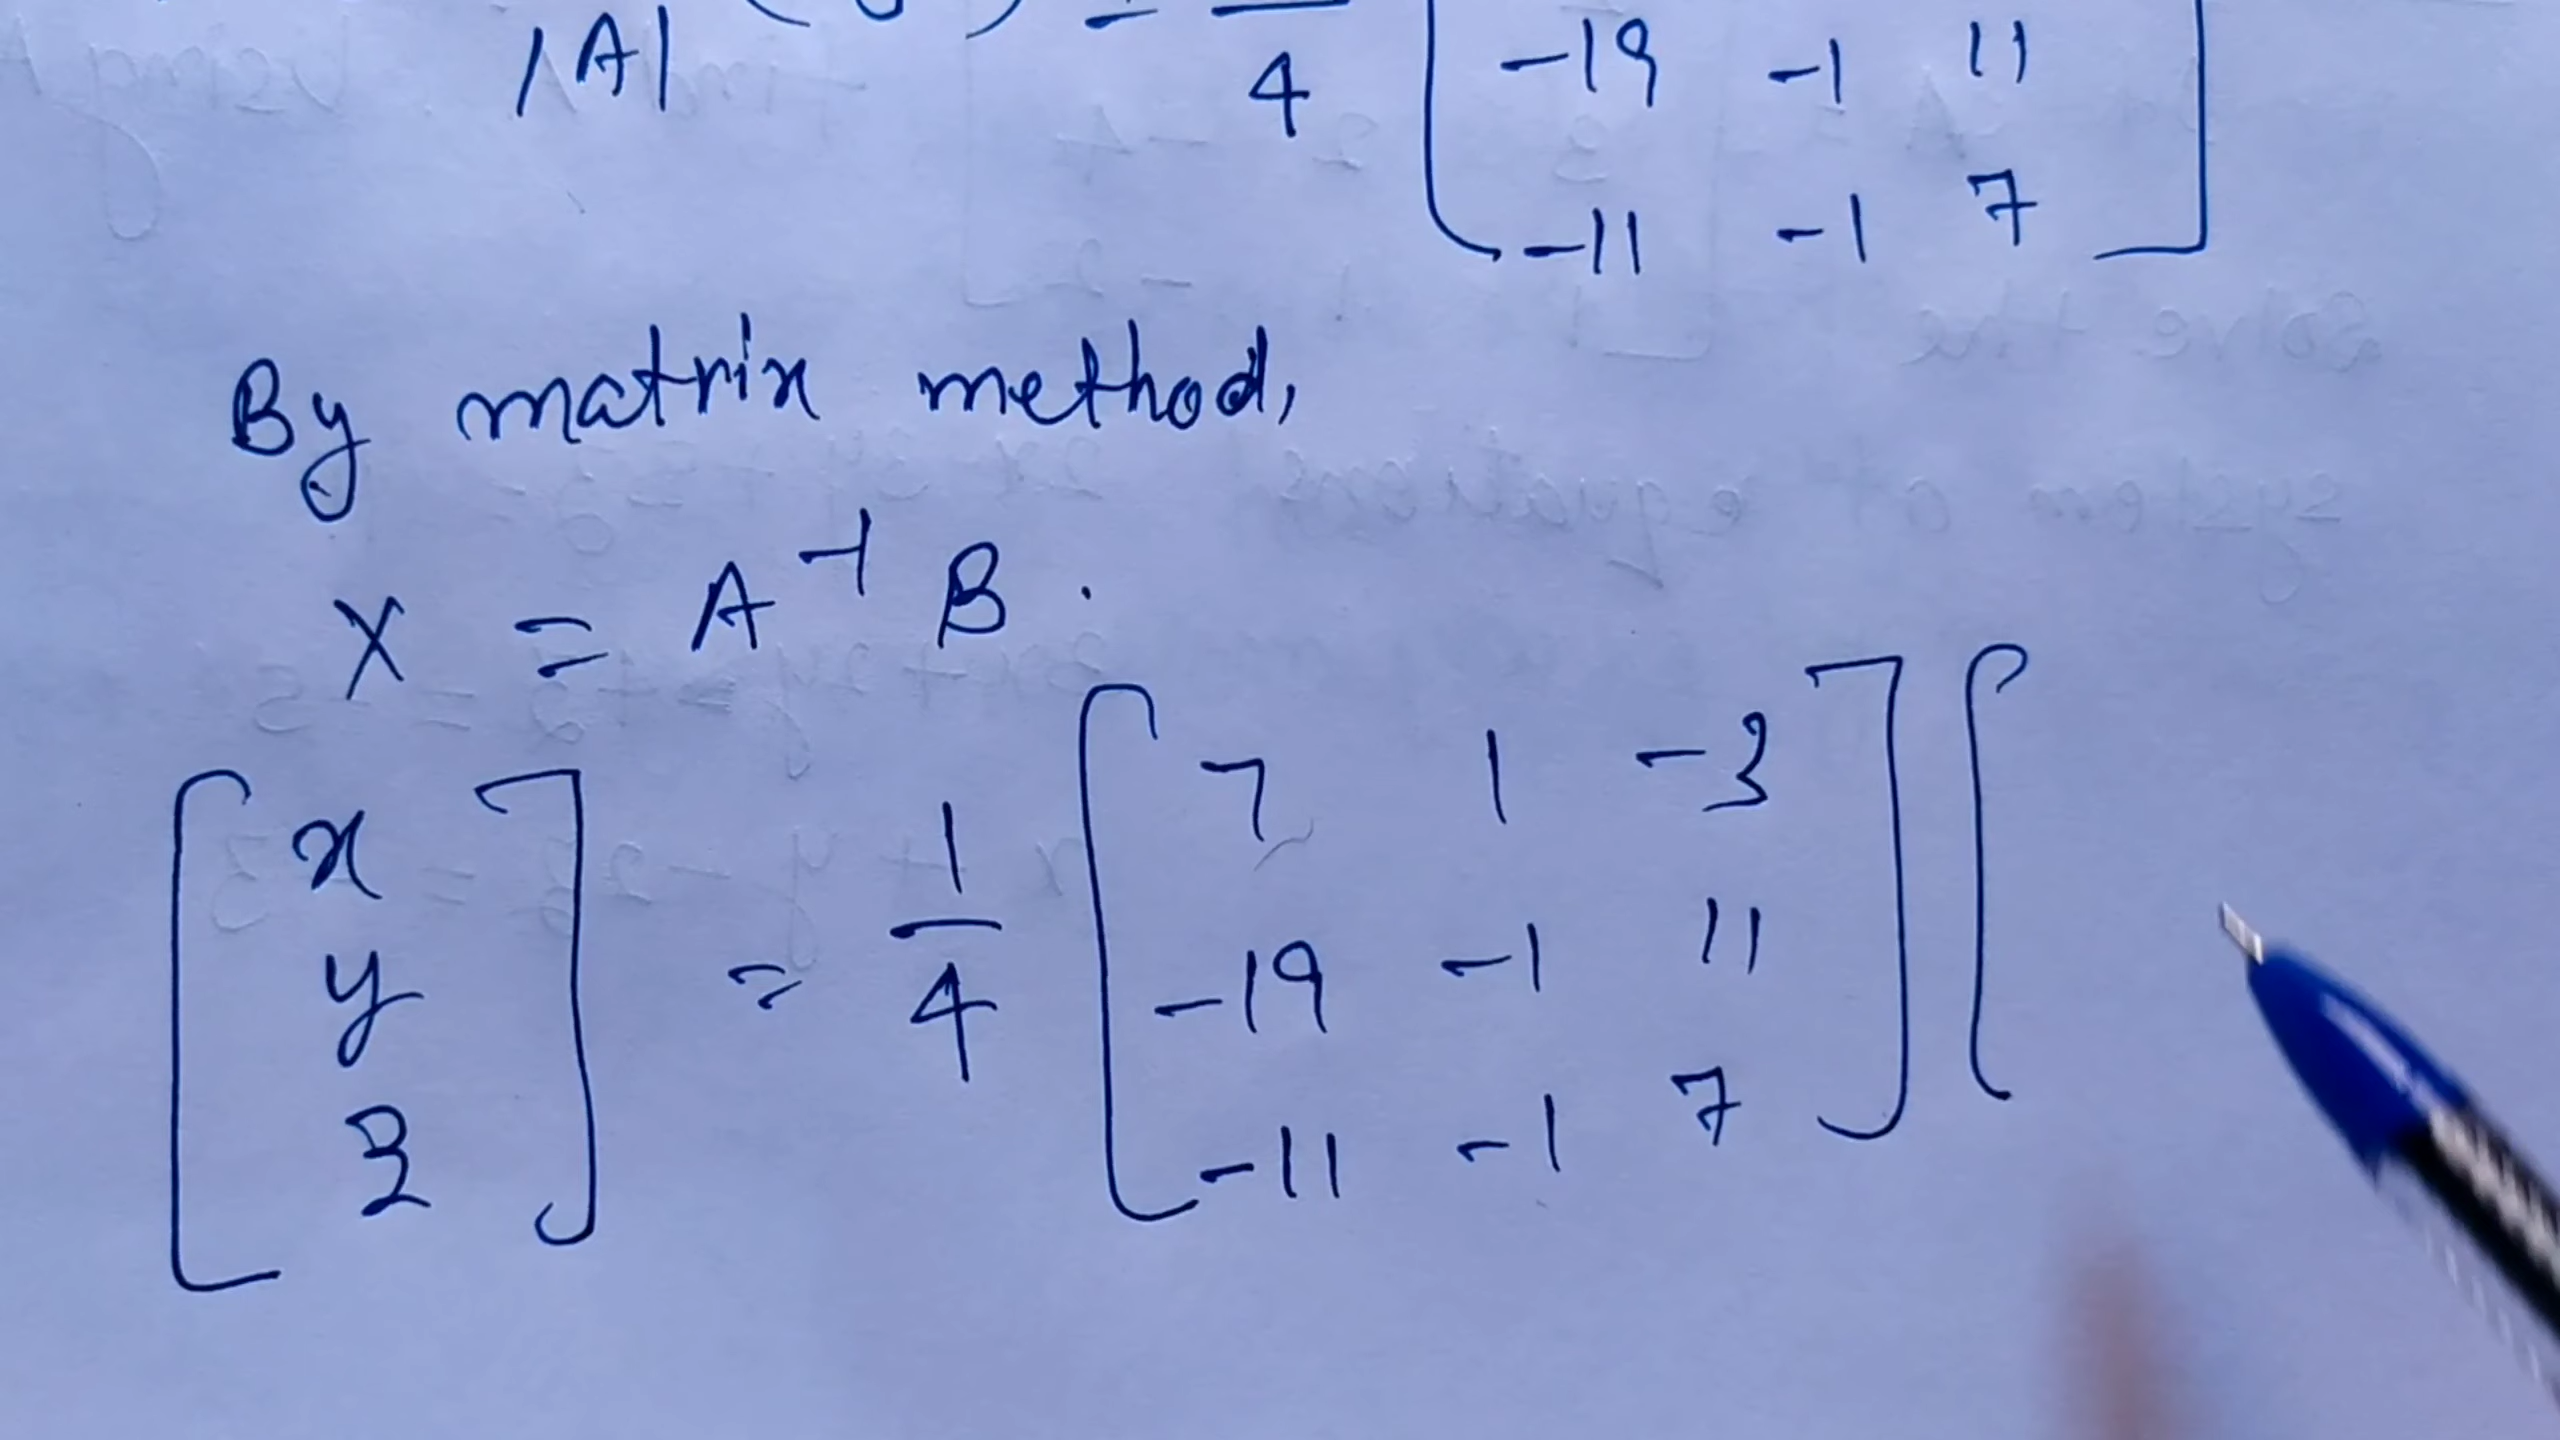 |A| = 4 [ -19 -1 11
-11 -1 7 ]
By matrix method,
X = A⁻¹ B .
[ x y z ] = 1/4 [ 7 1 -3
-19 -1 11
-11 -1 7 ] [